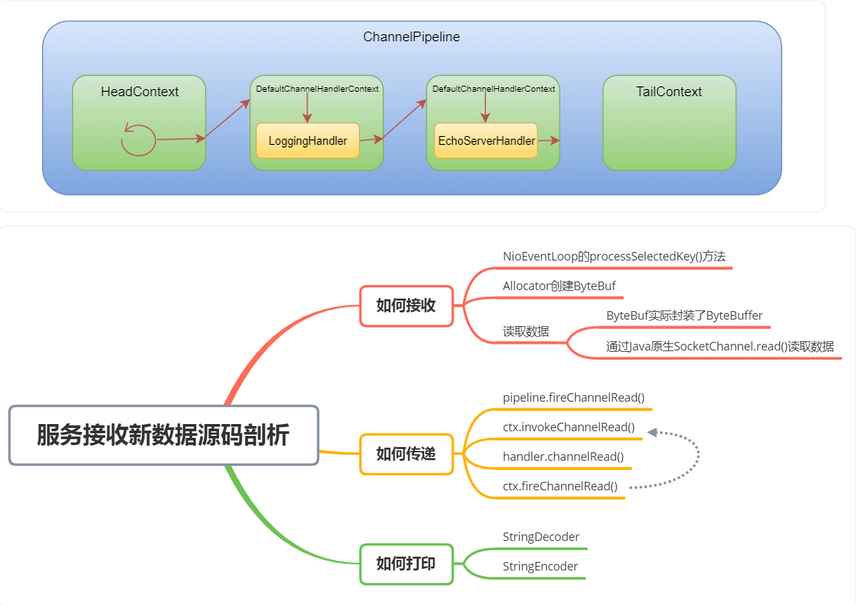 ChannelPipeline
HeadContext
DefaultChannelHandlerContext
LoggingHandler
DefaultChannelHandlerContext
EchoServerHandler
TailContext
服务接收新数据源码剖析
如何接收
NioEventLoop的processSelectedKey()方法
Allocator创建ByteBuf
读取数据
ByteBuf实际封装了ByteBuffer
通过Java原生SocketChannel.read()读取数据
如何传递
pipeline.fireChannelRead()
ctx.invokeChannelRead()
handler.channelRead()
ctx.fireChannelRead()
如何打印
StringDecoder
StringEncoder